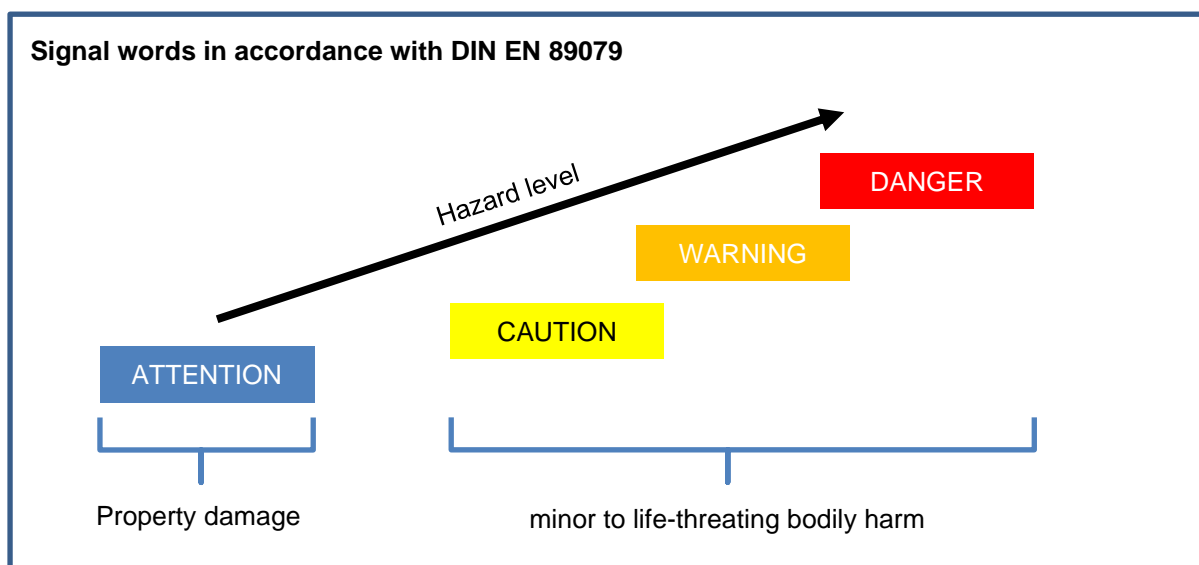 Signal words in accordance with DIN EN 89079
Hazard level
DANGER
WARNING
CAUTION
ATTENTION
Property damage
minor to life-threating bodily harm